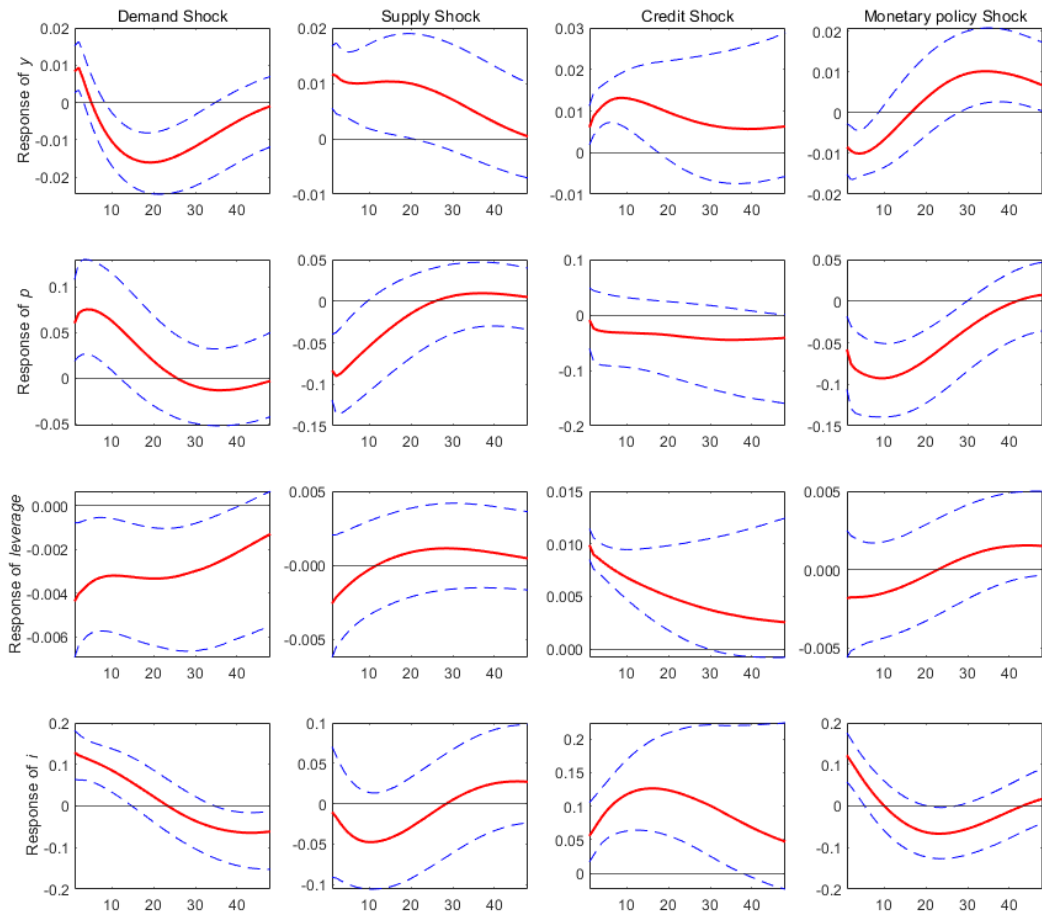 Demand Shock Supply Shock Credit Shock Monetary policy Shock
Response of y
0.02 0.01 0 -0.01 -0.02
10 20 30 40
0.02 0.01 0 -0.01
10 20 30 40
0.03 0.02 0.01 0 -0.01
10 20 30 40
0.02 0.01 0 -0.01 0.02
10 20 30 40
Response of p
0.1 0.05 0 -0.05
10 20 30 40
0.05 0 -0.05 -0.1 -0.15
10 20 30 40
0.1 0 -0.1 -0.2
10 20 30 40
0.05 0 -0.05 -0.1 -0.15
10 20 30 40
Response of leverage
0.000 -0.002 -0.004 -0.006
10 20 30 40
0.005 -0.000 -0.005
10 20 30 40
0.015 0.010 0.005 0.000
10 20 30 40
0.005 0.000 -0.005
10 20 30 40
Response of i
0.2 0.1 0 -0.1 -0.2
10 20 30 40
0.1 0.05 0 -0.05 -0.1
10 20 30 40
0.2 0.15 0.1 0.05 0
10 20 30 40
0.2 0.1 0 -0.1 -0.2
10 20 30 40